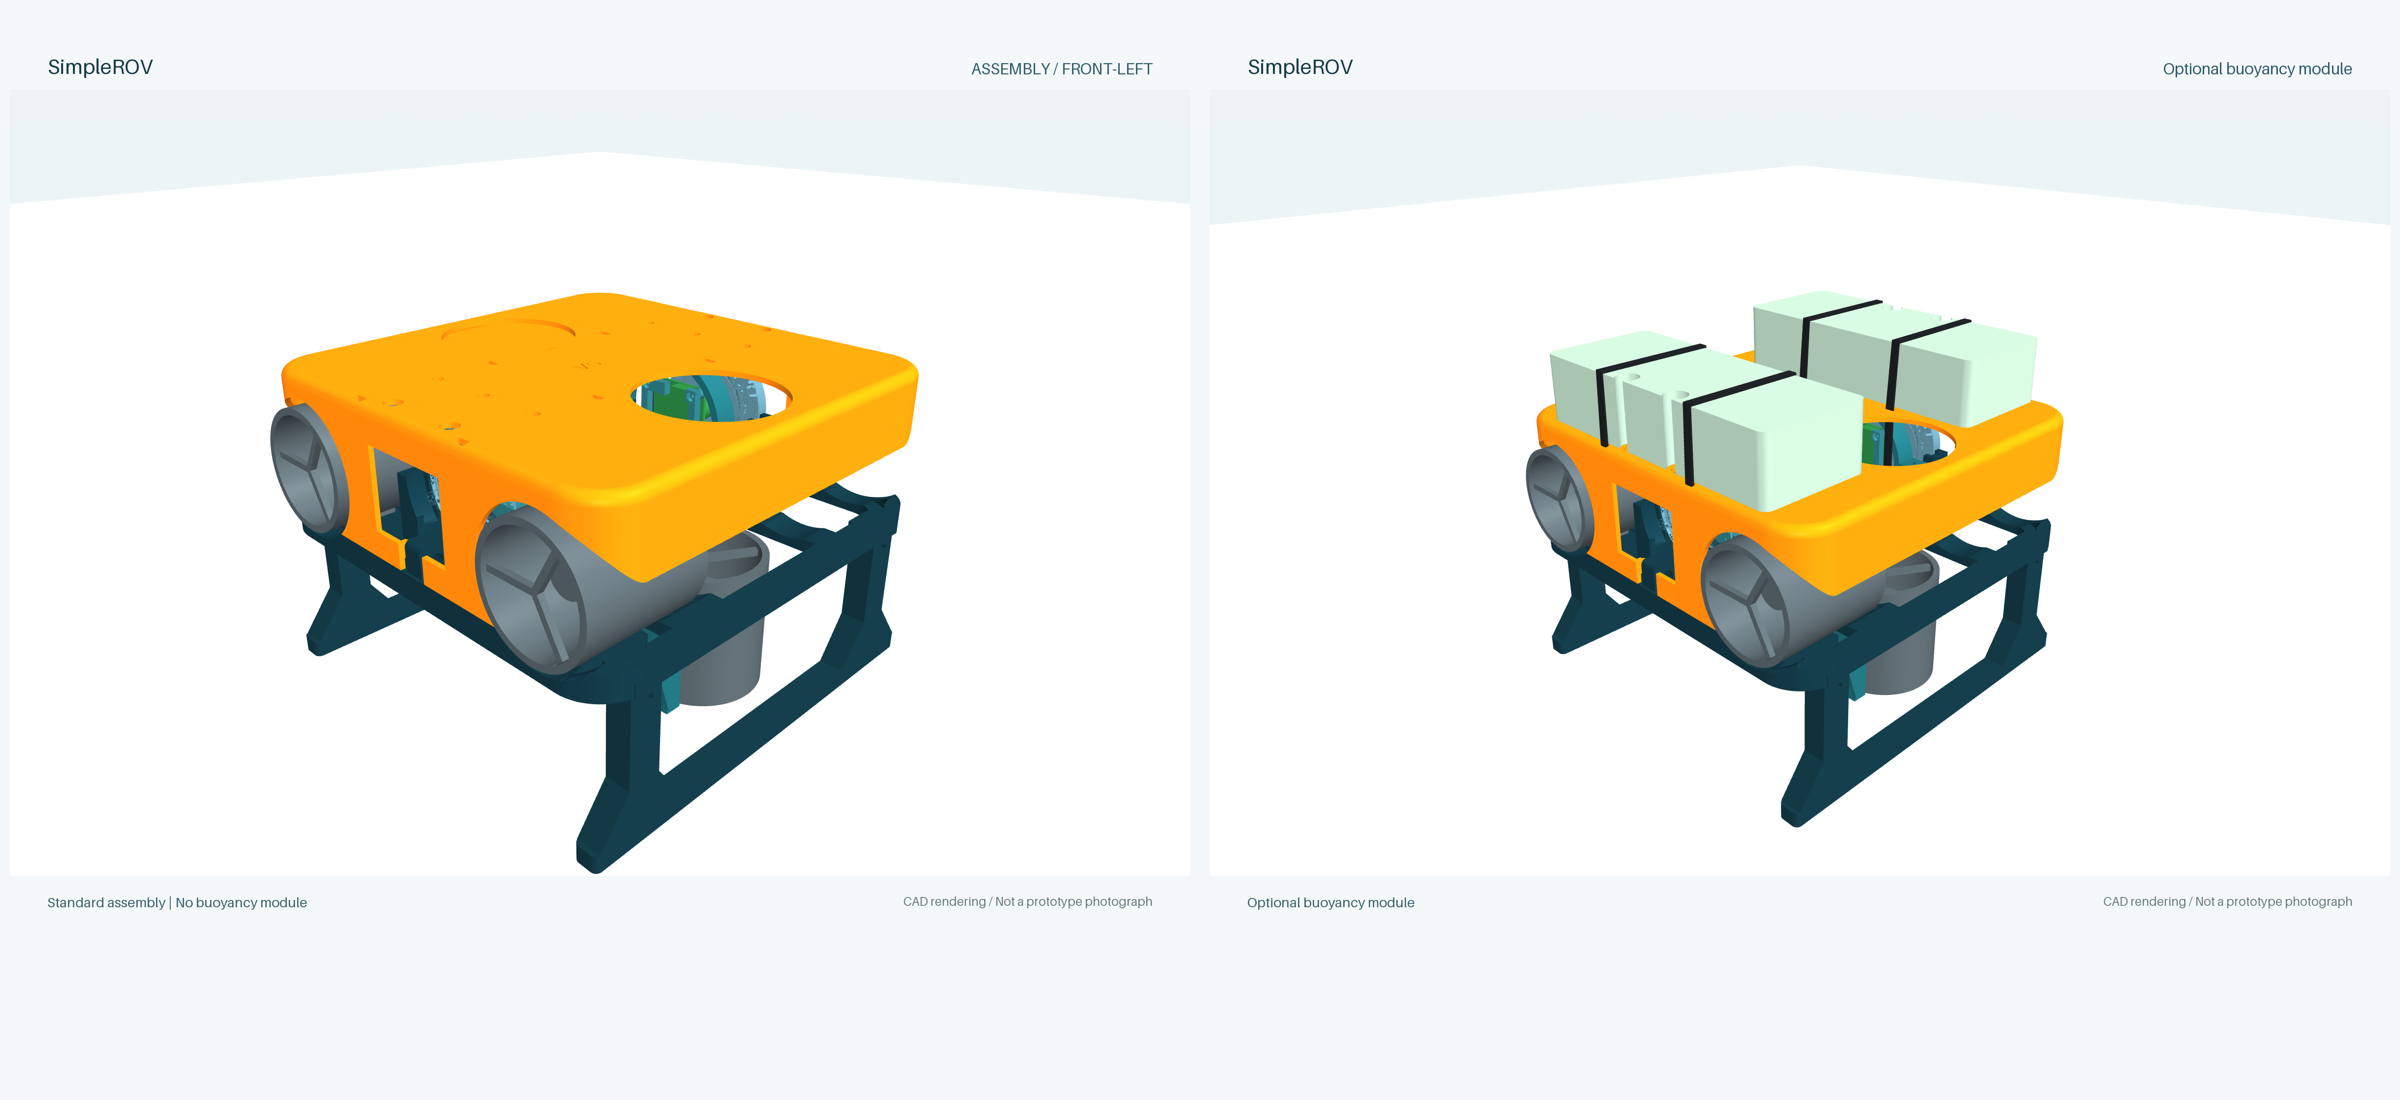 SimpleROV
ASSEMBLY / FRONT-LEFT
Standard assembly | No buoyancy module
CAD rendering / Not a prototype photograph
SimpleROV
Optional buoyancy module
Optional buoyancy module
CAD rendering / Not a prototype photograph